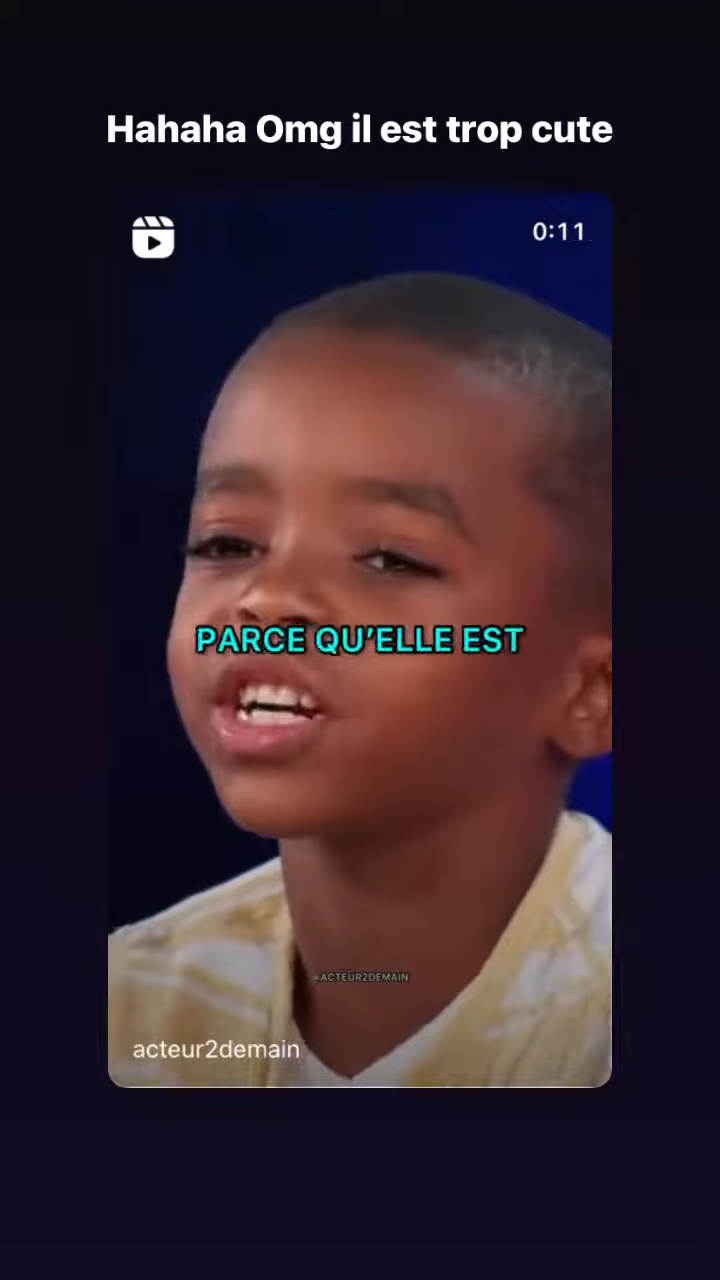 Hahaha Omg il est trop cute
0:11
PARCE QU’ELLE EST
@ACTEUR2DEMAIN
acteur2demain